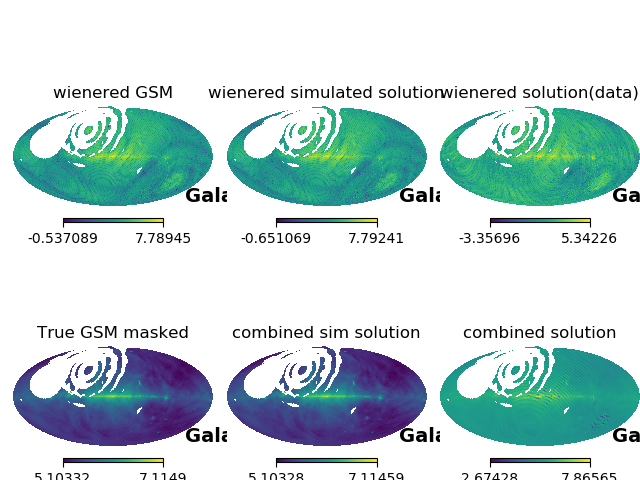 wienered GSM
wienered simulated solution
wienered solution(data)
Gala
Gala
Ga
-0.537089 7.78945
-0.651069 7.79241
-3.35696 5.34226
True GSM masked
combined sim solution
combined solution
Gala
Gala
Ga
5.10332 7.1149
5.10328 7.11459
2.67428 7.86565